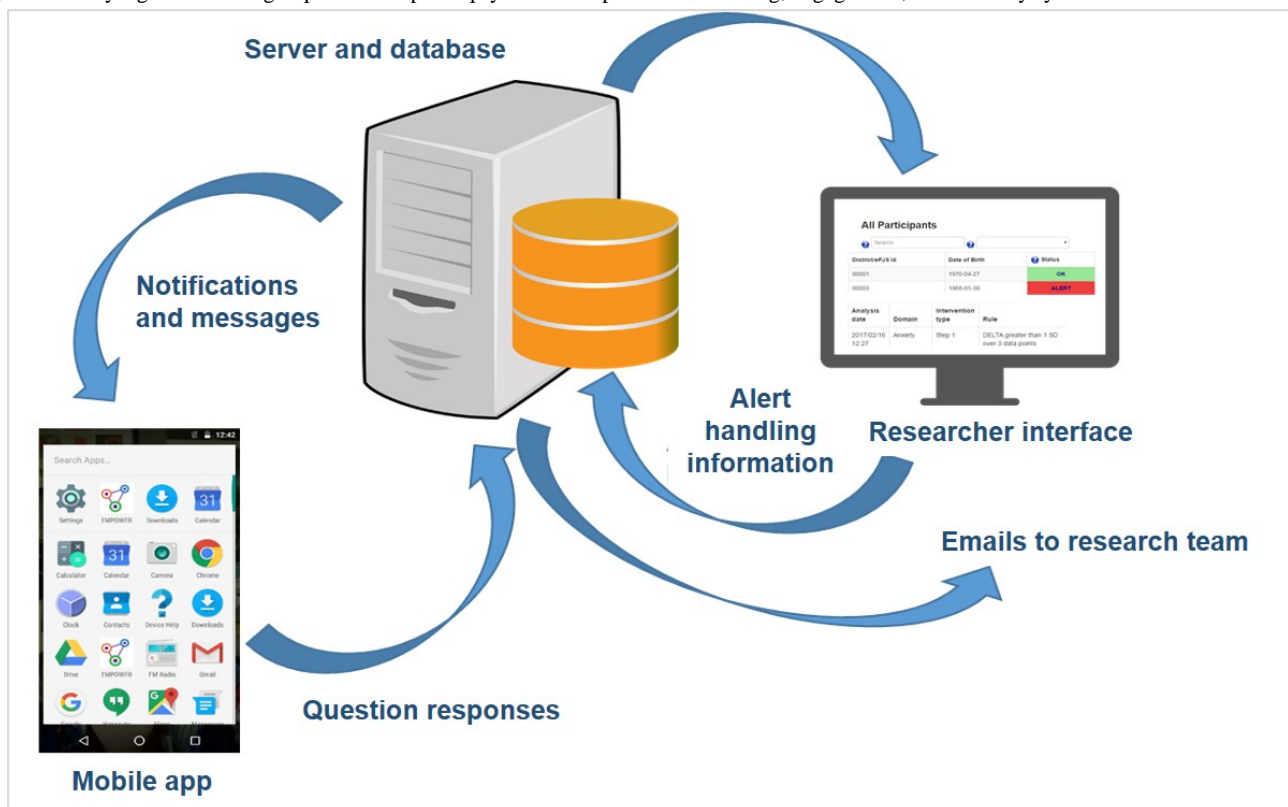 Server and database
Notifications
and messages
All Participants
Search
DistrictePJS Id Date of Birth Status
00001 1970-04-27 OK
00003 1960-01-30 ALERT
Analysis date Domain Intervention type Rule
2017/02/16 12:27 Anxiety Step 1 DELTA greater than 1 SD over 3 data points
Alert
handling
information
Researcher interface
Emails to research team
12:42
Search Apps...
Settings EMPOWER Downloads Calendar
31
Calculator Calendar Camera Chrome
31
Clock Contacts Device Help Downloads
Drive EMPOWER FM Radio Gmail
Question responses
Mobile app